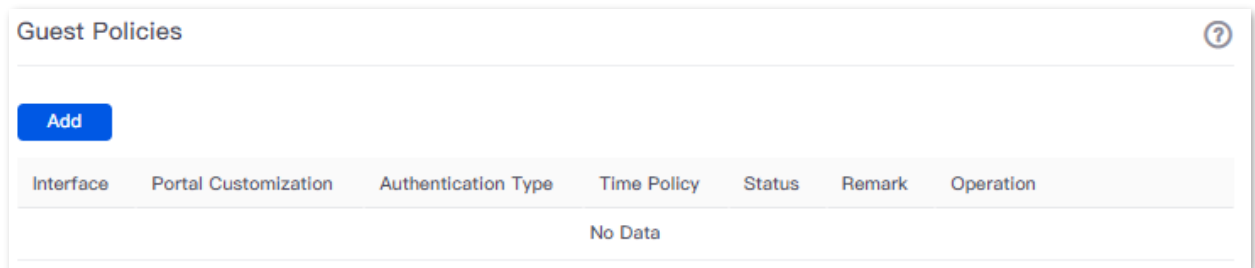 Guest Policies
?
Add
Interface Portal Customization Authentication Type Time Policy Status Remark Operation
No Data